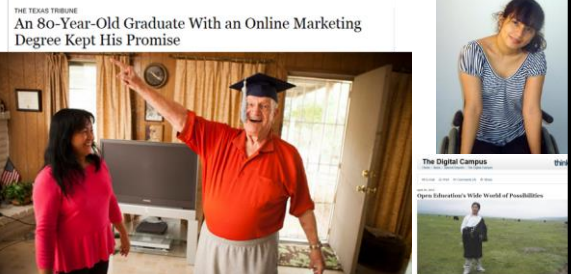 THE TEXAS TRIBUNE
An 80-Year-Old Graduate With an Online Marketing
Degree Kept His Promise
The Digital Campus
think
Open Education's Wide World of Possibilities